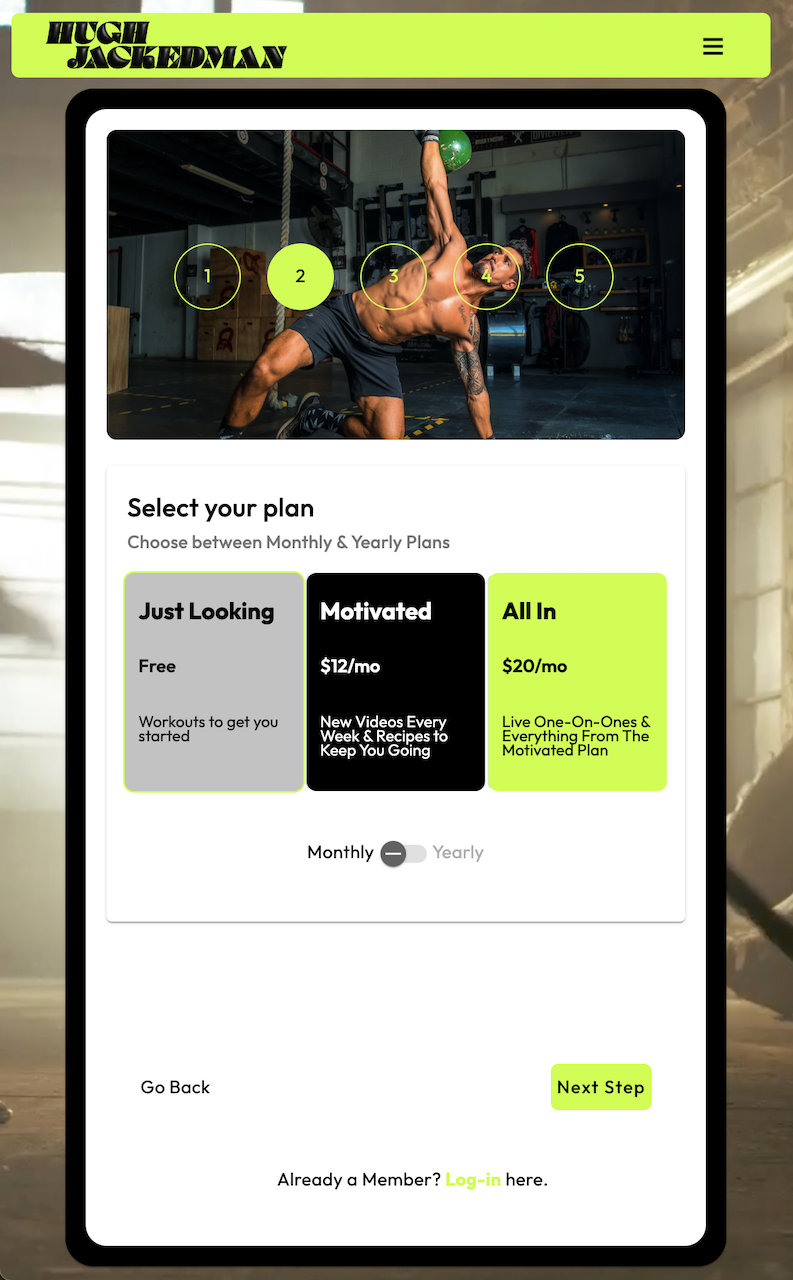 HUGH
JACKEDMAN
1 2 3 4 5
Select your plan
Choose between Monthly & Yearly Plans
Just Looking
Free
Workouts to get you
started
Motivated
$12/mo
New Videos Every
Week & Recipes to
Keep You Going
All In
$20/mo
Live One-On-Ones &
Everything From The
Motivated Plan
Monthly Yearly
Go Back Next Step
Already a Member? Log-in here.